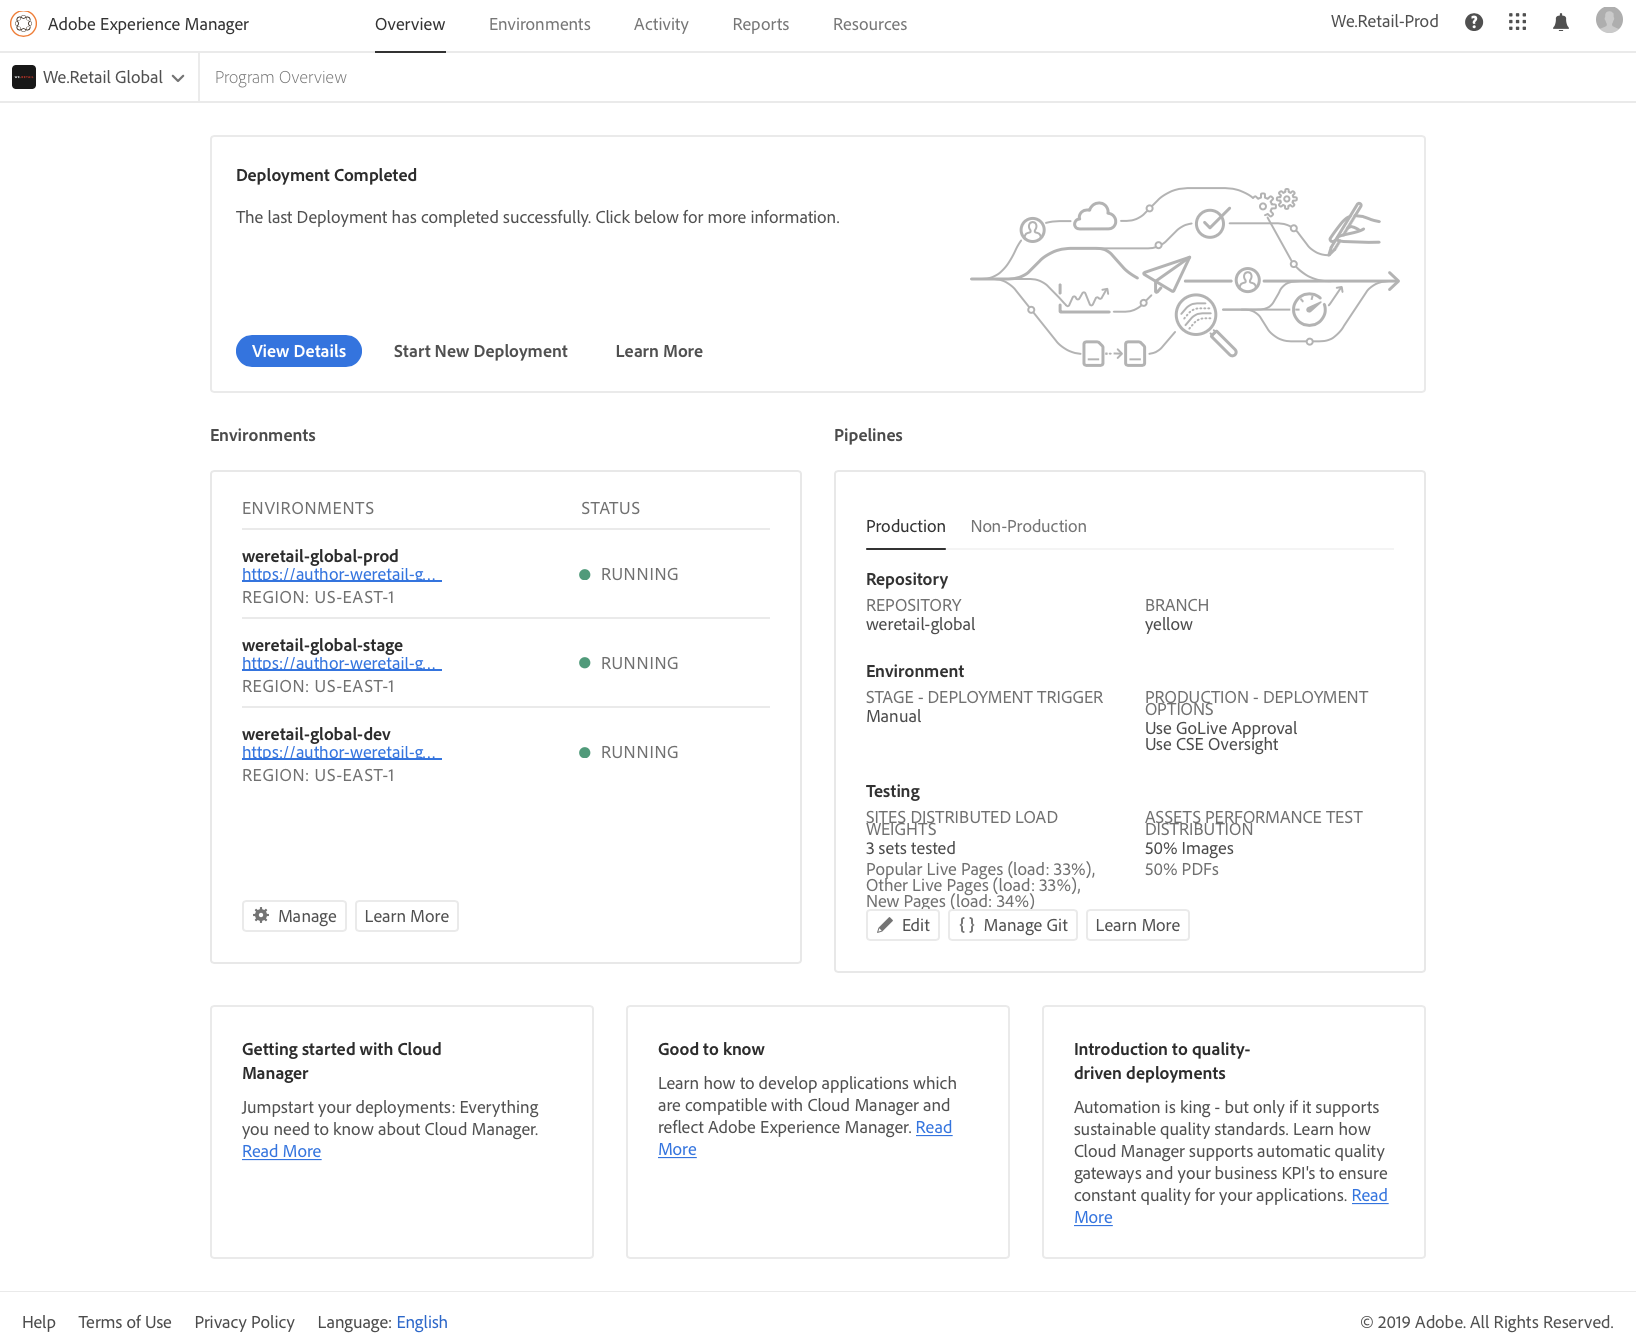 Adobe Experience Manager
Overview
Environments
Activity
Reports
Resources
We.Retail-Prod
We.Retail Global
Program Overview
Deployment Completed
The last Deployment has completed successfully. Click below for more information.
View Details
Start New Deployment
Learn More
Environments
ENVIRONMENTS
STATUS
weretail-global-prod
https://author-weretail-g...
REGION: US-EAST-1
RUNNING
weretail-global-stage
https://author-weretail-g...
REGION: US-EAST-1
RUNNING
weretail-global-dev
https://author-weretail-g...
REGION: US-EAST-1
RUNNING
Manage
Learn More
Pipelines
Production
Non-Production
Repository
REPOSITORY
weretail-global
BRANCH
yellow
Environment
STAGE - DEPLOYMENT TRIGGER
Manual
PRODUCTION - DEPLOYMENT
OPTIONS
Use GoLive Approval
Use CSE Oversight
Testing
SITES DISTRIBUTED LOAD
WEIGHTS
3 sets tested
Popular Live Pages (load: 33%),
Other Live Pages (load: 33%),
New Pages (load: 34%)
ASSETS PERFORMANCE TEST
DISTRIBUTION
50% Images
50% PDFs
Edit
{ } Manage Git
Learn More
Getting started with Cloud
Manager
Jumpstart your deployments: Everything
you need to know about Cloud Manager.
Read More
Good to know
Learn how to develop applications which
are compatible with Cloud Manager and
reflect Adobe Experience Manager. Read
More
Introduction to quality-
driven deployments
Automation is king - but only if it supports
sustainable quality standards. Learn how
Cloud Manager supports automatic quality
gateways and your business KPI's to ensure
constant quality for your applications. Read
More
Help
Terms of Use
Privacy Policy
Language: English
© 2019 Adobe. All Rights Reserved.